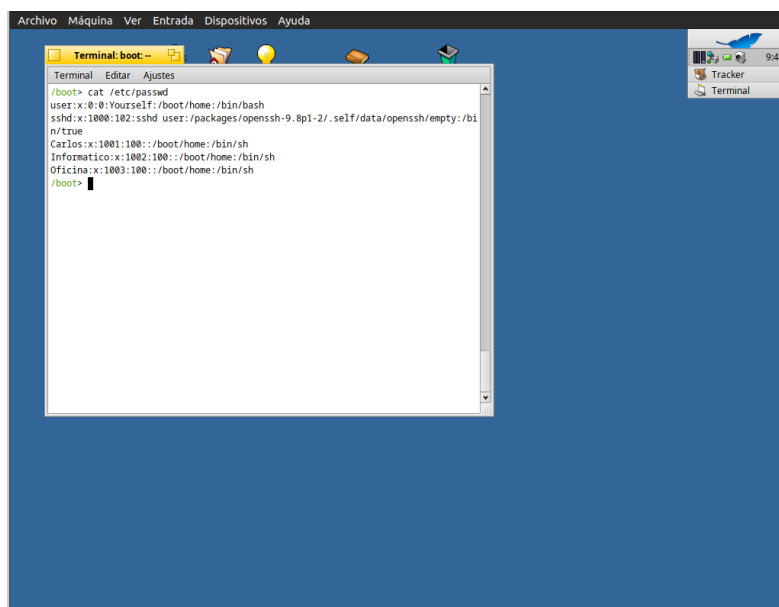 Archivo Máquina Ver Entrada Dispositivos Ayuda
Terminal: boot: --
9:4
Tracker
Terminal
Terminal Editar Ajustes
/boot> cat /etc/passwd
user:x:0:0:Yourself:/boot/home:/bin/bash
sshd:x:1000:102:sshd user:/packages/openssh-9.8p1-2/.self/data/openssh/empty:/bi
n/true
Carlos:x:1001:100::/boot/home:/bin/sh
Informatico:x:1002:100::/boot/home:/bin/sh
Oficina:x:1003:100::/boot/home:/bin/sh
/boot>